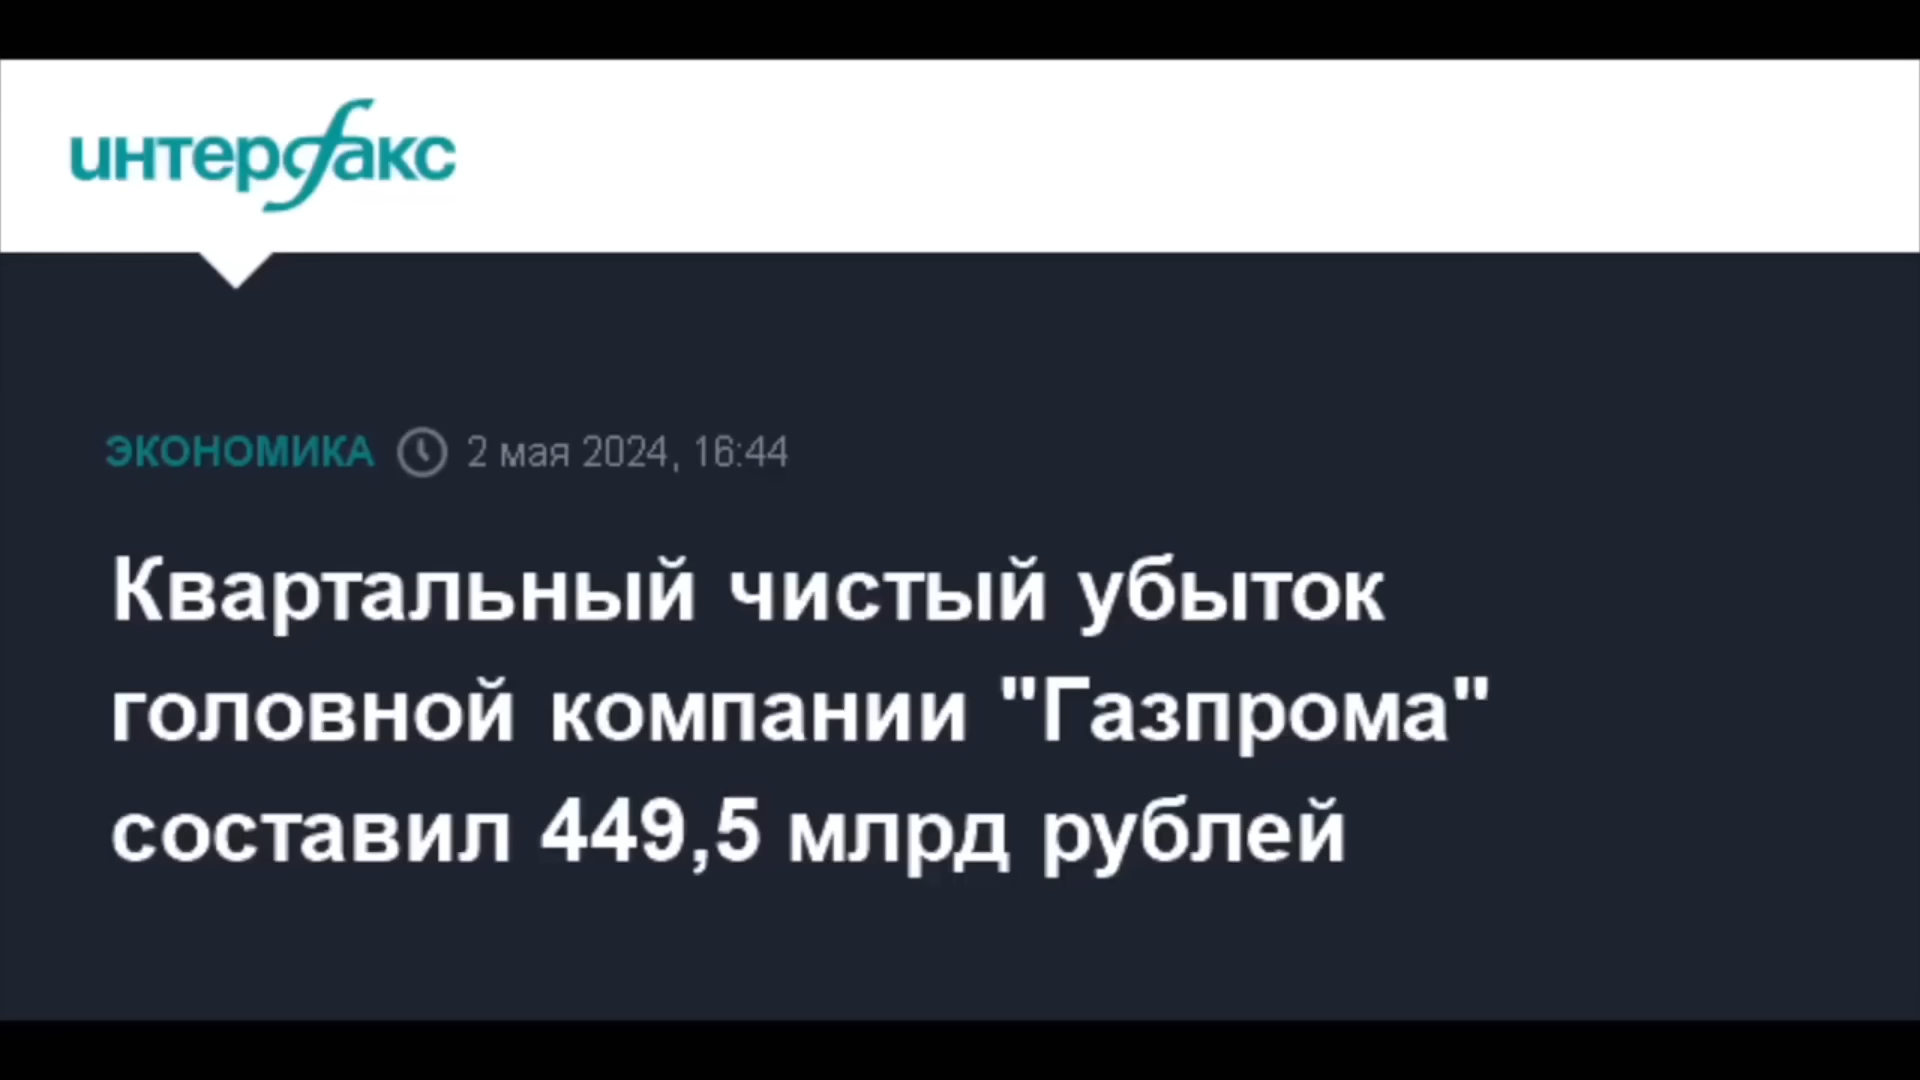 интерфакс
ЭКОНОМИКА 2 мая 2024, 16:44
Квартальный чистый убыток
головной компании "Газпрома"
составил 449,5 млрд рублей